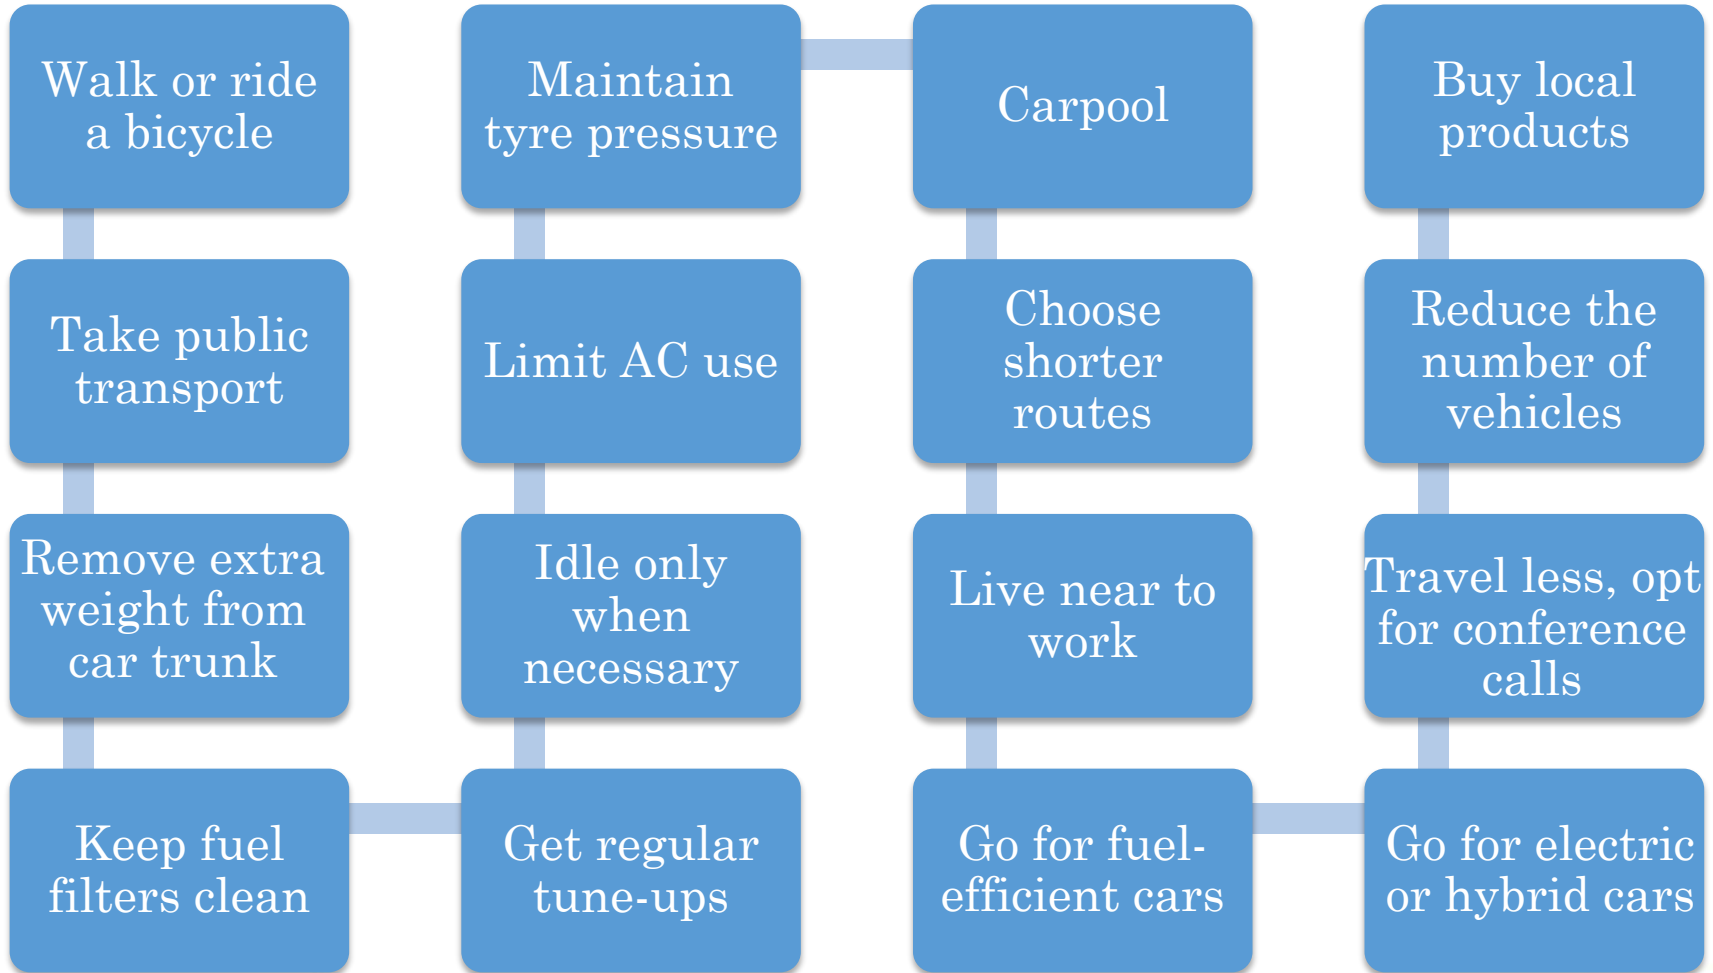 Walk or ride
a bicycle
Take public
transport
Remove extra
weight from
car trunk
Keep fuel
filters clean
Get regular
tune-ups
Idle only
when
necessary
Limit AC use
Maintain
tyre pressure
Carpool
Choose
shorter
routes
Live near to
work
Go for fuel-
efficient cars
Go for electric
or hybrid cars
Travel less, opt
for conference
calls
Reduce the
number of
vehicles
Buy local
products